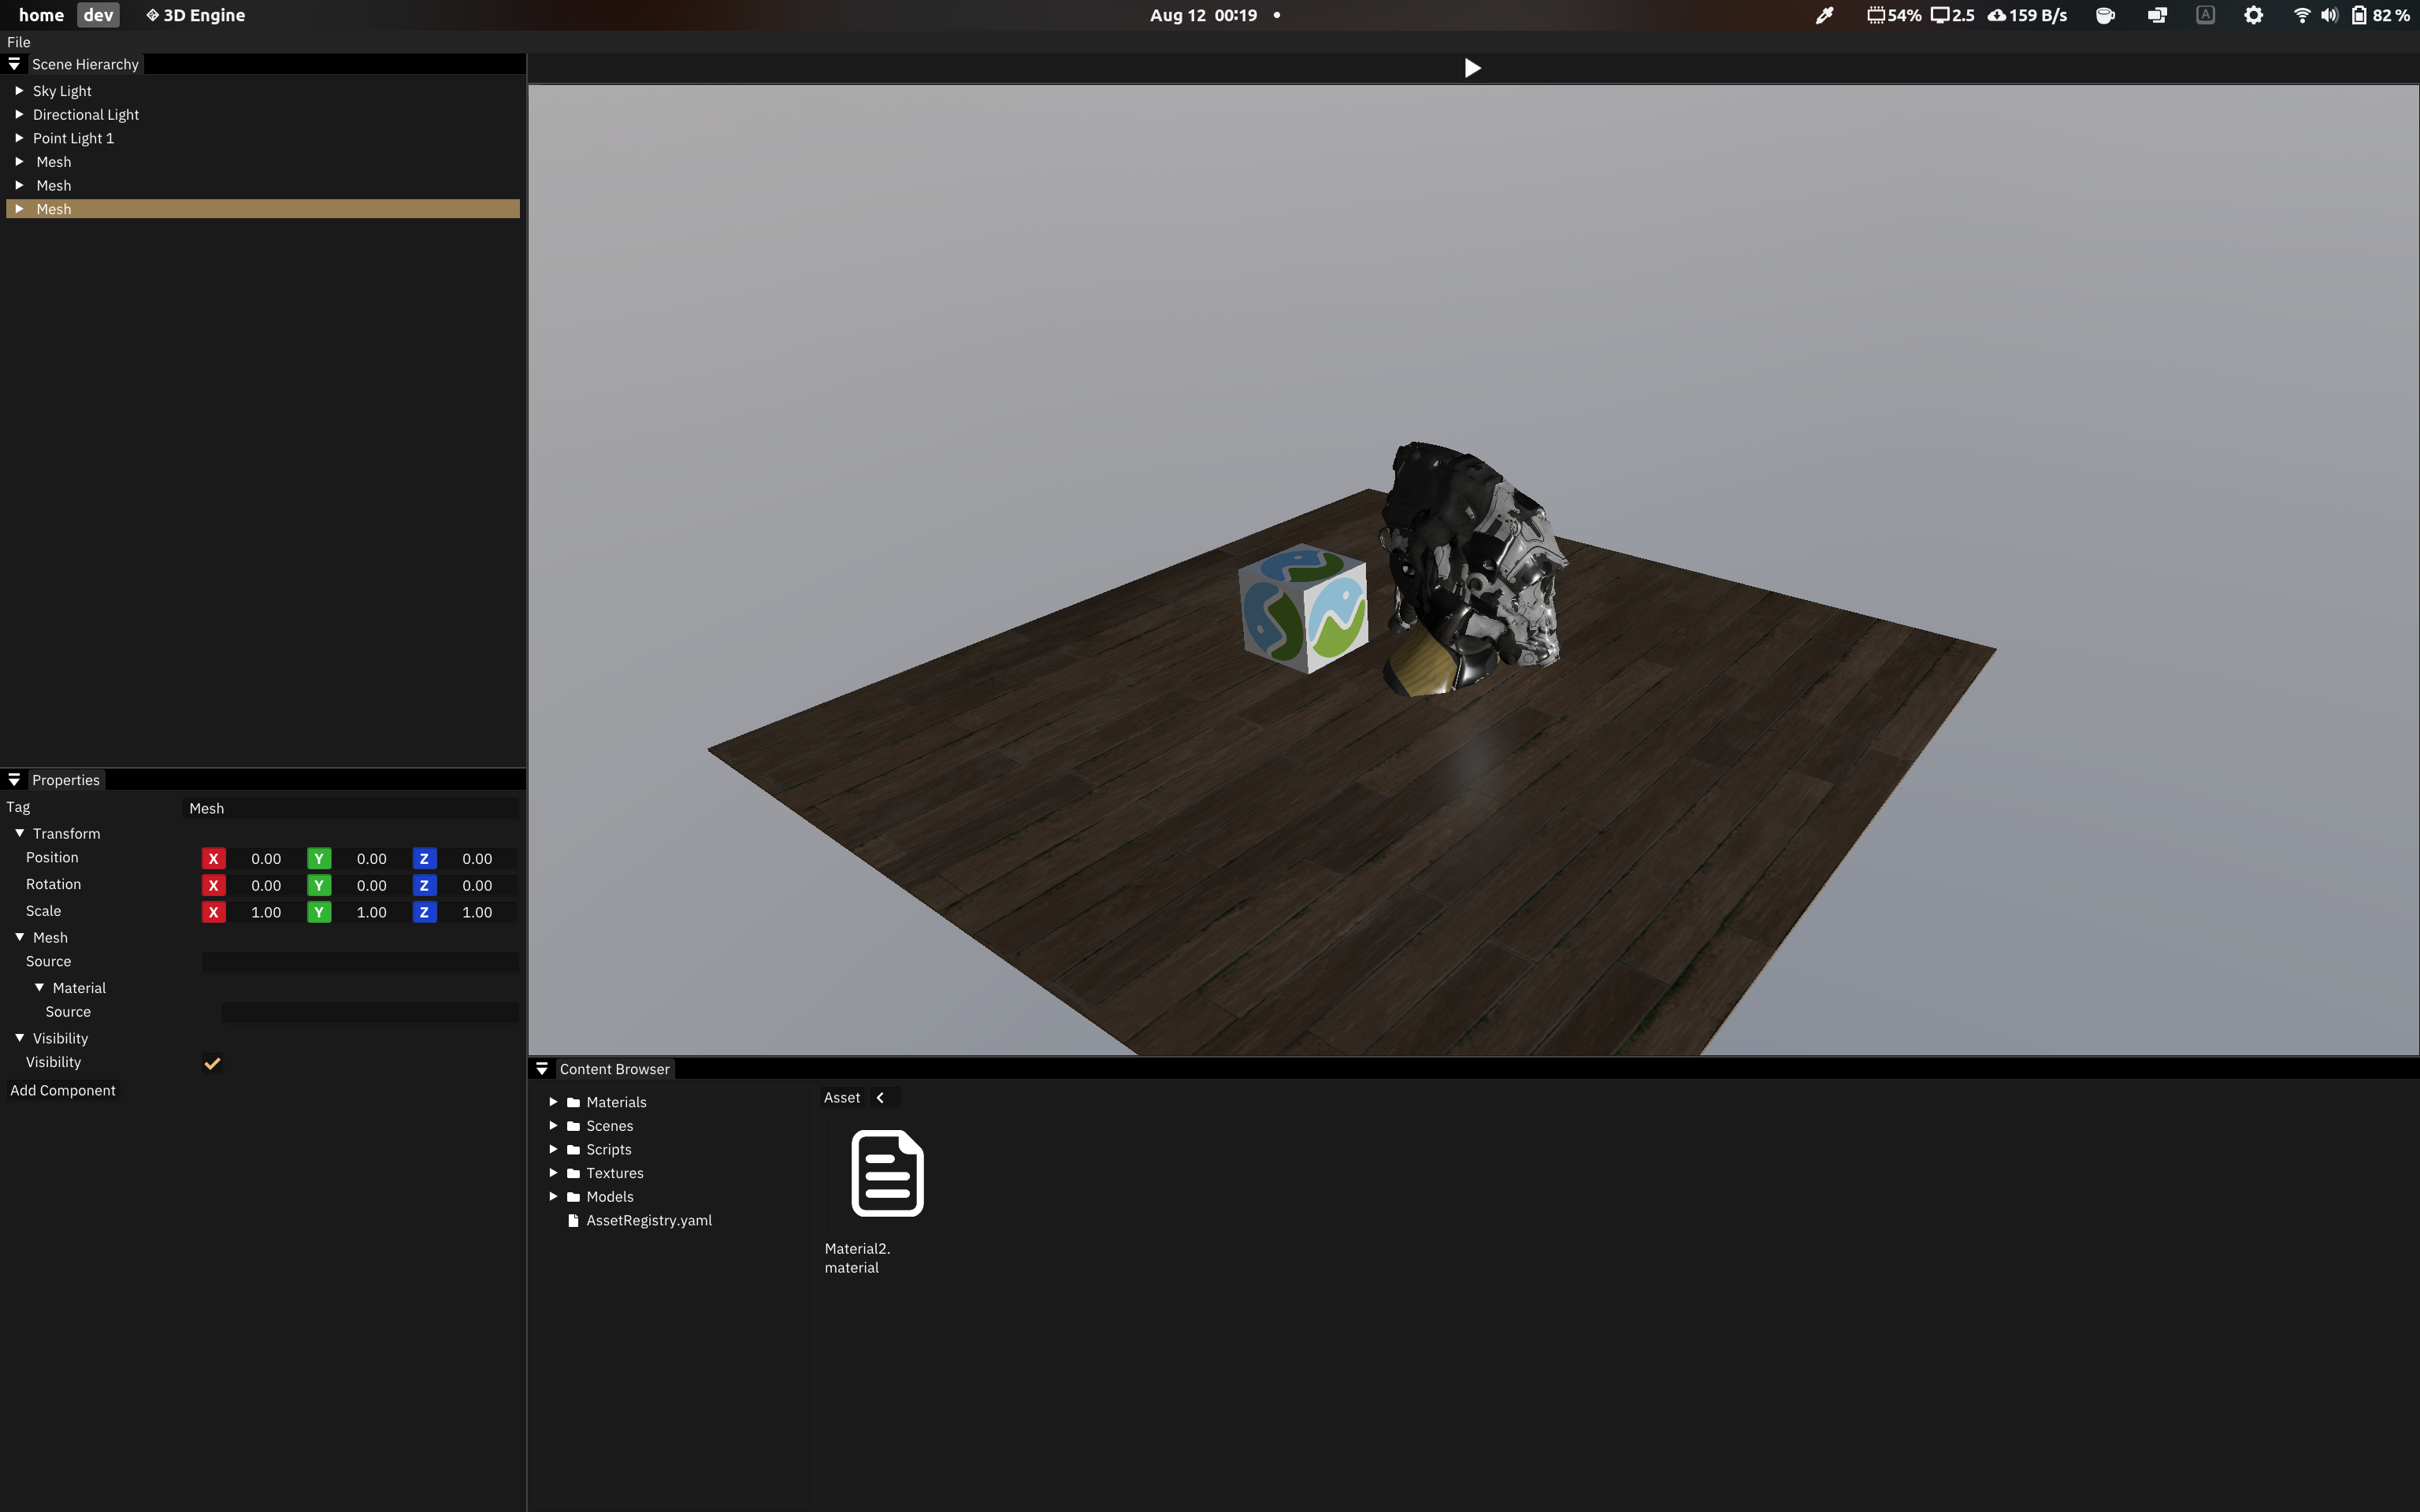 home dev 3D Engine Aug 12 00:19 54% 2.5 159 B/s A 82 %
File
Scene Hierarchy
Sky Light
Directional Light
Point Light 1
Mesh
Mesh
Mesh
Properties
Tag Mesh
Transform
Position X 0.00 Y 0.00 Z 0.00
Rotation X 0.00 Y 0.00 Z 0.00
Scale X 1.00 Y 1.00 Z 1.00
Mesh
Source
Material
Source
Visibility
Visibility
Add Component
Content Browser
Materials
Scenes
Scripts
Textures
Models
AssetRegistry.yaml
Asset
Material2.
material